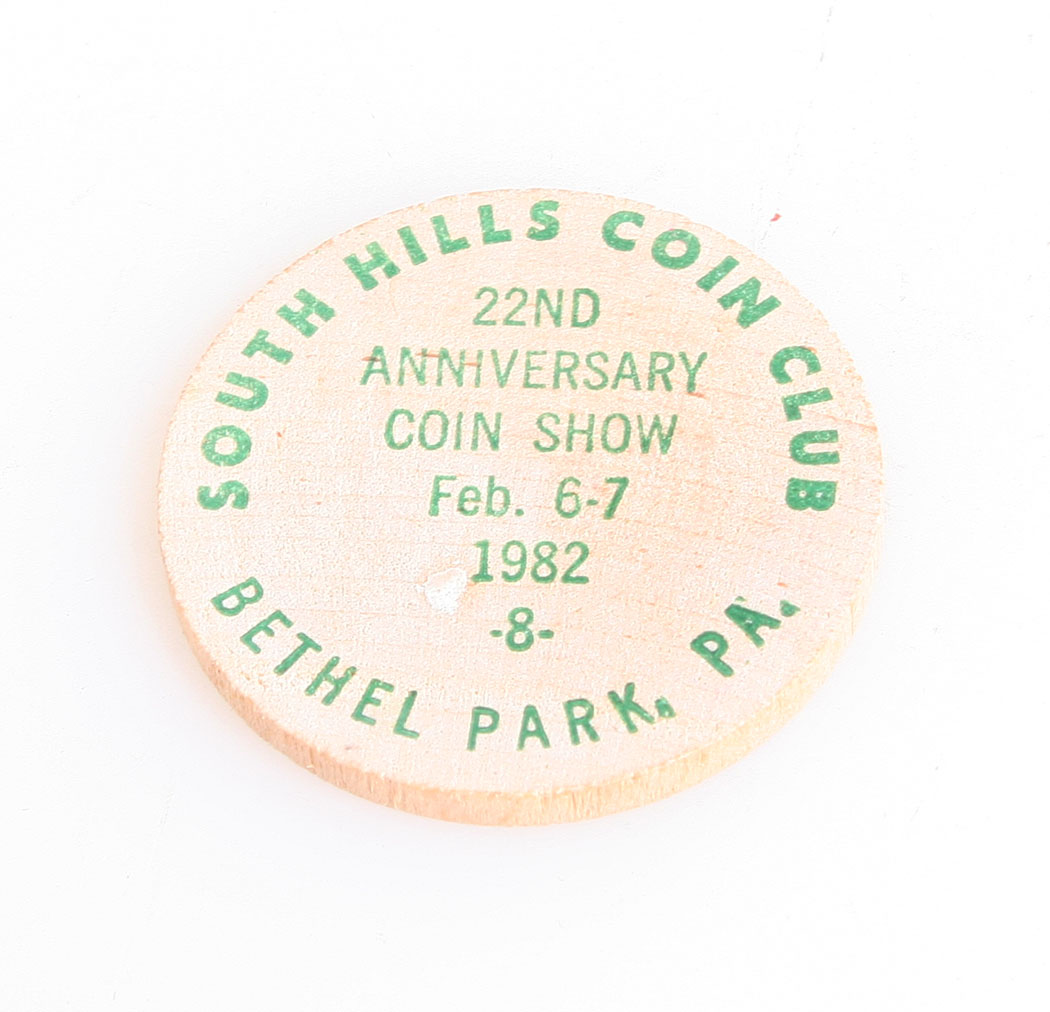 SOUTH HILLS COIN CLUB
22ND
ANNIVERSARY
COIN SHOW
Feb. 6-7
1982
-8-
BETHEL PARK, PA.